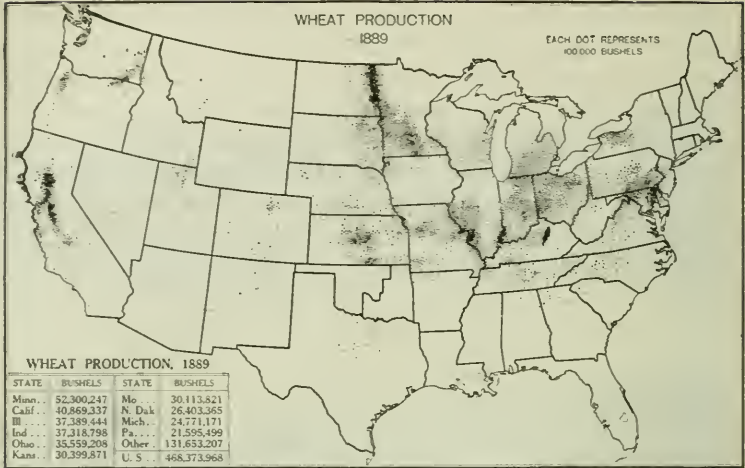 WHEAT PRODUCTION
1889
EACH DOT REPRESENTS
100.000 BUSHELS
WHEAT PRODUCTION, 1889
STATE BUSHELS STATE BUSHELS
Minn.. 52,300,247 Mo.... 30,113,821
Calif.. 40,869,337 N. Dak 26,403,365
Ill.... 37,389,444 Mich.. 24,771,171
Ind... 37,318,798 Pa.... 21,595,499
Ohio.. 35,559,208 Other. 131,653,207
Kans.. 30,399,871 U. S... 468,373,968